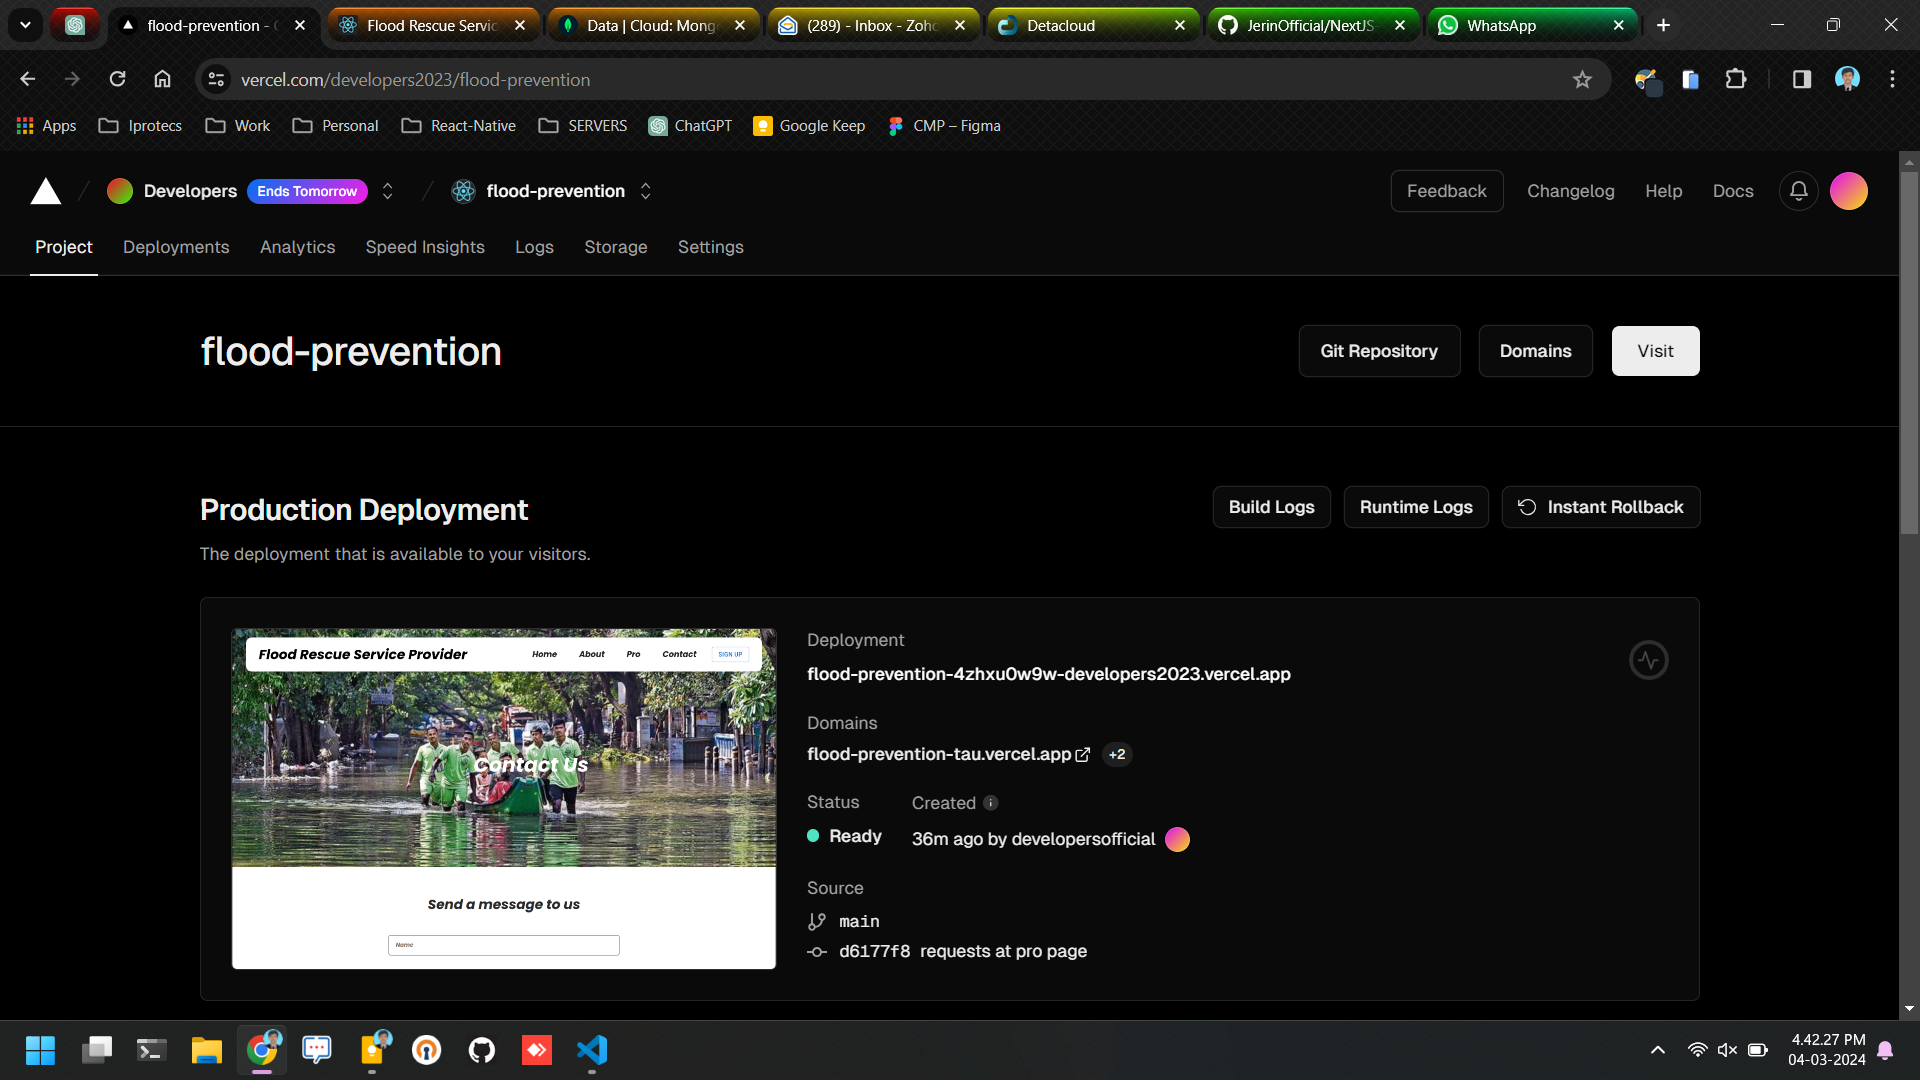 flood-prevention -
Flood Rescue Servic
Data | Cloud: Mong
(289) - Inbox - Zoho
Detacloud
JerinOfficial/NextJS-
WhatsApp
vercel.com/developers2023/flood-prevention
Apps
Iprotecs
Work
Personal
React-Native
SERVERS
ChatGPT
Google Keep
CMP – Figma
Developers
Ends Tomorrow
flood-prevention
Feedback
Changelog
Help
Docs
Project
Deployments
Analytics
Speed Insights
Logs
Storage
Settings
flood-prevention
Git Repository
Domains
Visit
Production Deployment
Build Logs
Runtime Logs
Instant Rollback
The deployment that is available to your visitors.
Flood Rescue Service Provider
Home
About
Pro
Contact
SIGN UP
Contact Us
Send a message to us
Name
Deployment
flood-prevention-4zhxu0w9w-developers2023.vercel.app
Domains
flood-prevention-tau.vercel.app
+2
Status
Created
Ready
36m ago by developersofficial
Source
main
d6177f8 requests at pro page
4.42.27 PM
04-03-2024